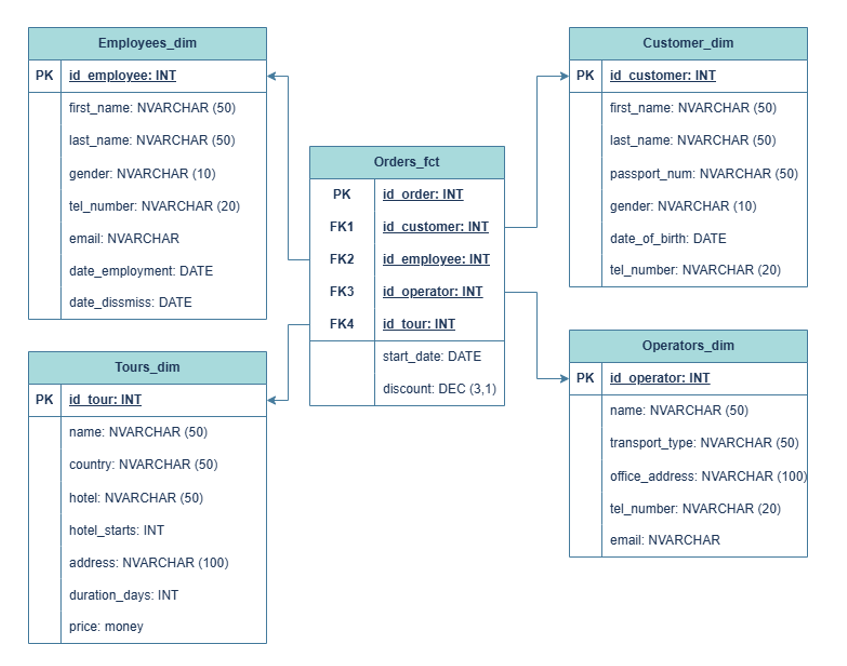 Employees_dim
PK id_employee: INT
first_name: NVARCHAR (50)
last_name: NVARCHAR (50)
gender: NVARCHAR (10)
tel_number: NVARCHAR (20)
email: NVARCHAR
date_employment: DATE
date_dissmiss: DATE
Tours_dim
PK id_tour: INT
name: NVARCHAR (50)
country: NVARCHAR (50)
hotel: NVARCHAR (50)
hotel_starts: INT
address: NVARCHAR (100)
duration_days: INT
price: money
Orders_fct
PK id_order: INT
FK1 id_customer: INT
FK2 id_employee: INT
FK3 id_operator: INT
FK4 id_tour: INT
start_date: DATE
discount: DEC (3,1)
Customer_dim
PK id_customer: INT
first_name: NVARCHAR (50)
last_name: NVARCHAR (50)
passport_num: NVARCHAR (50)
gender: NVARCHAR (10)
date_of_birth: DATE
tel_number: NVARCHAR (20)
Operators_dim
PK id_operator: INT
name: NVARCHAR (50)
transport_type: NVARCHAR (50)
office_address: NVARCHAR (100)
tel_number: NVARCHAR (20)
email: NVARCHAR